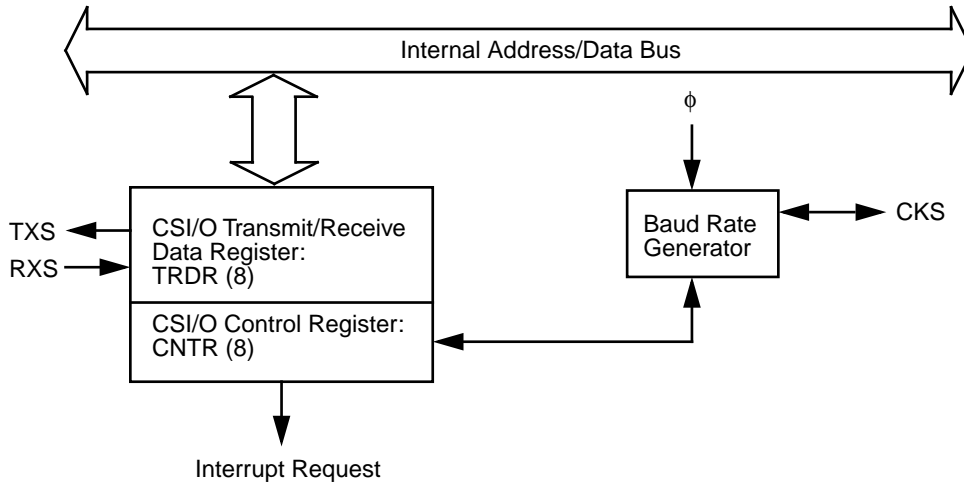 Internal Address/Data Bus
ϕ
TXS
RXS
CSI/O Transmit/Receive
Data Register:
TRDR (8)
Baud Rate
Generator
CKS
CSI/O Control Register:
CNTR (8)
Interrupt Request